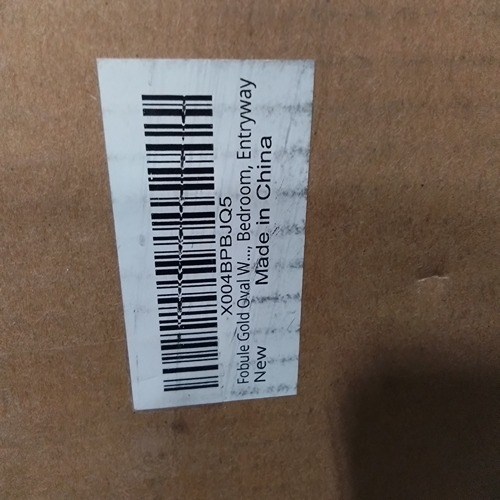 X004BPBJQ5
Fobule Gold Oval W..., Bedroom, Entryway
New
Made in China